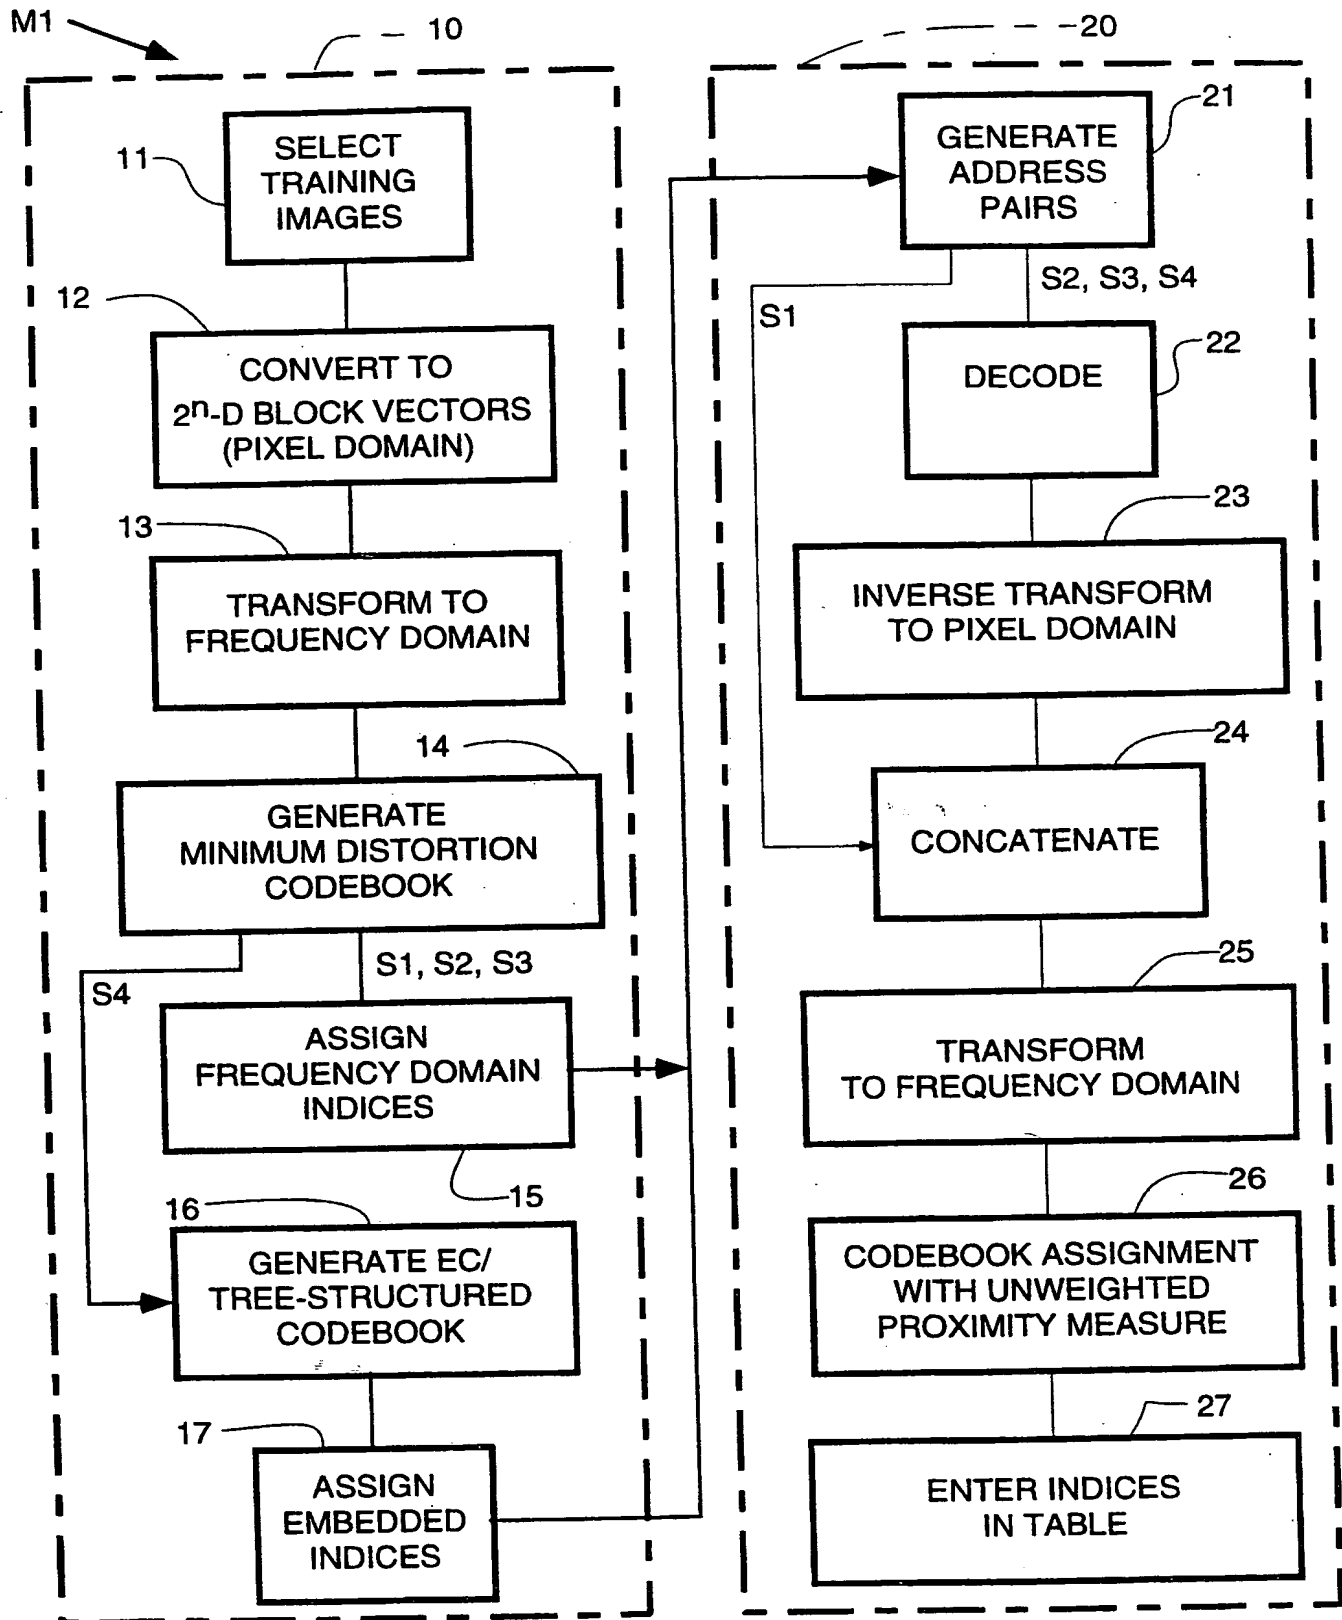 M1
10
11
SELECT
TRAINING
IMAGES
12
CONVERT TO
2ⁿ-D BLOCK VECTORS
(PIXEL DOMAIN)
13
TRANSFORM TO
FREQUENCY DOMAIN
14
GENERATE
MINIMUM DISTORTION
CODEBOOK
S4
S1, S2, S3
ASSIGN
FREQUENCY DOMAIN
INDICES
15
16
GENERATE EC/
TREE-STRUCTURED
CODEBOOK
17
ASSIGN
EMBEDDED
INDICES
20
21
GENERATE
ADDRESS
PAIRS
S1
S2, S3, S4
22
DECODE
23
INVERSE TRANSFORM
TO PIXEL DOMAIN
24
CONCATENATE
25
TRANSFORM
TO FREQUENCY DOMAIN
26
CODEBOOK ASSIGNMENT
WITH UNWEIGHTED
PROXIMITY MEASURE
27
ENTER INDICES
IN TABLE